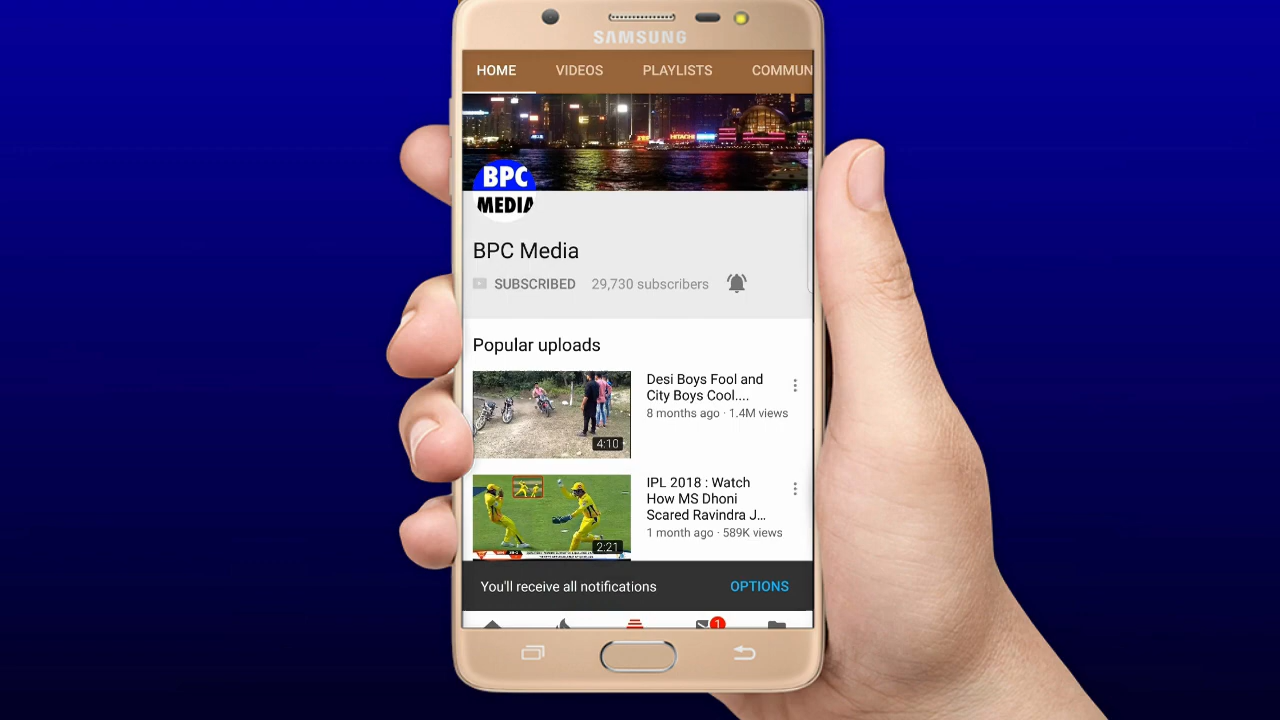 SAMSUNG
HOME VIDEOS PLAYLISTS COMMUN
HITACHI
BPC
MEDIA
BPC Media
SUBSCRIBED 29,730 subscribers
Popular uploads
Desi Boys Fool and
City Boys Cool....
8 months ago · 1.4M views
4:10
IPL 2018 : Watch
How MS Dhoni
Scared Ravindra J...
1 month ago · 589K views
2:21
You'll receive all notifications OPTIONS
1